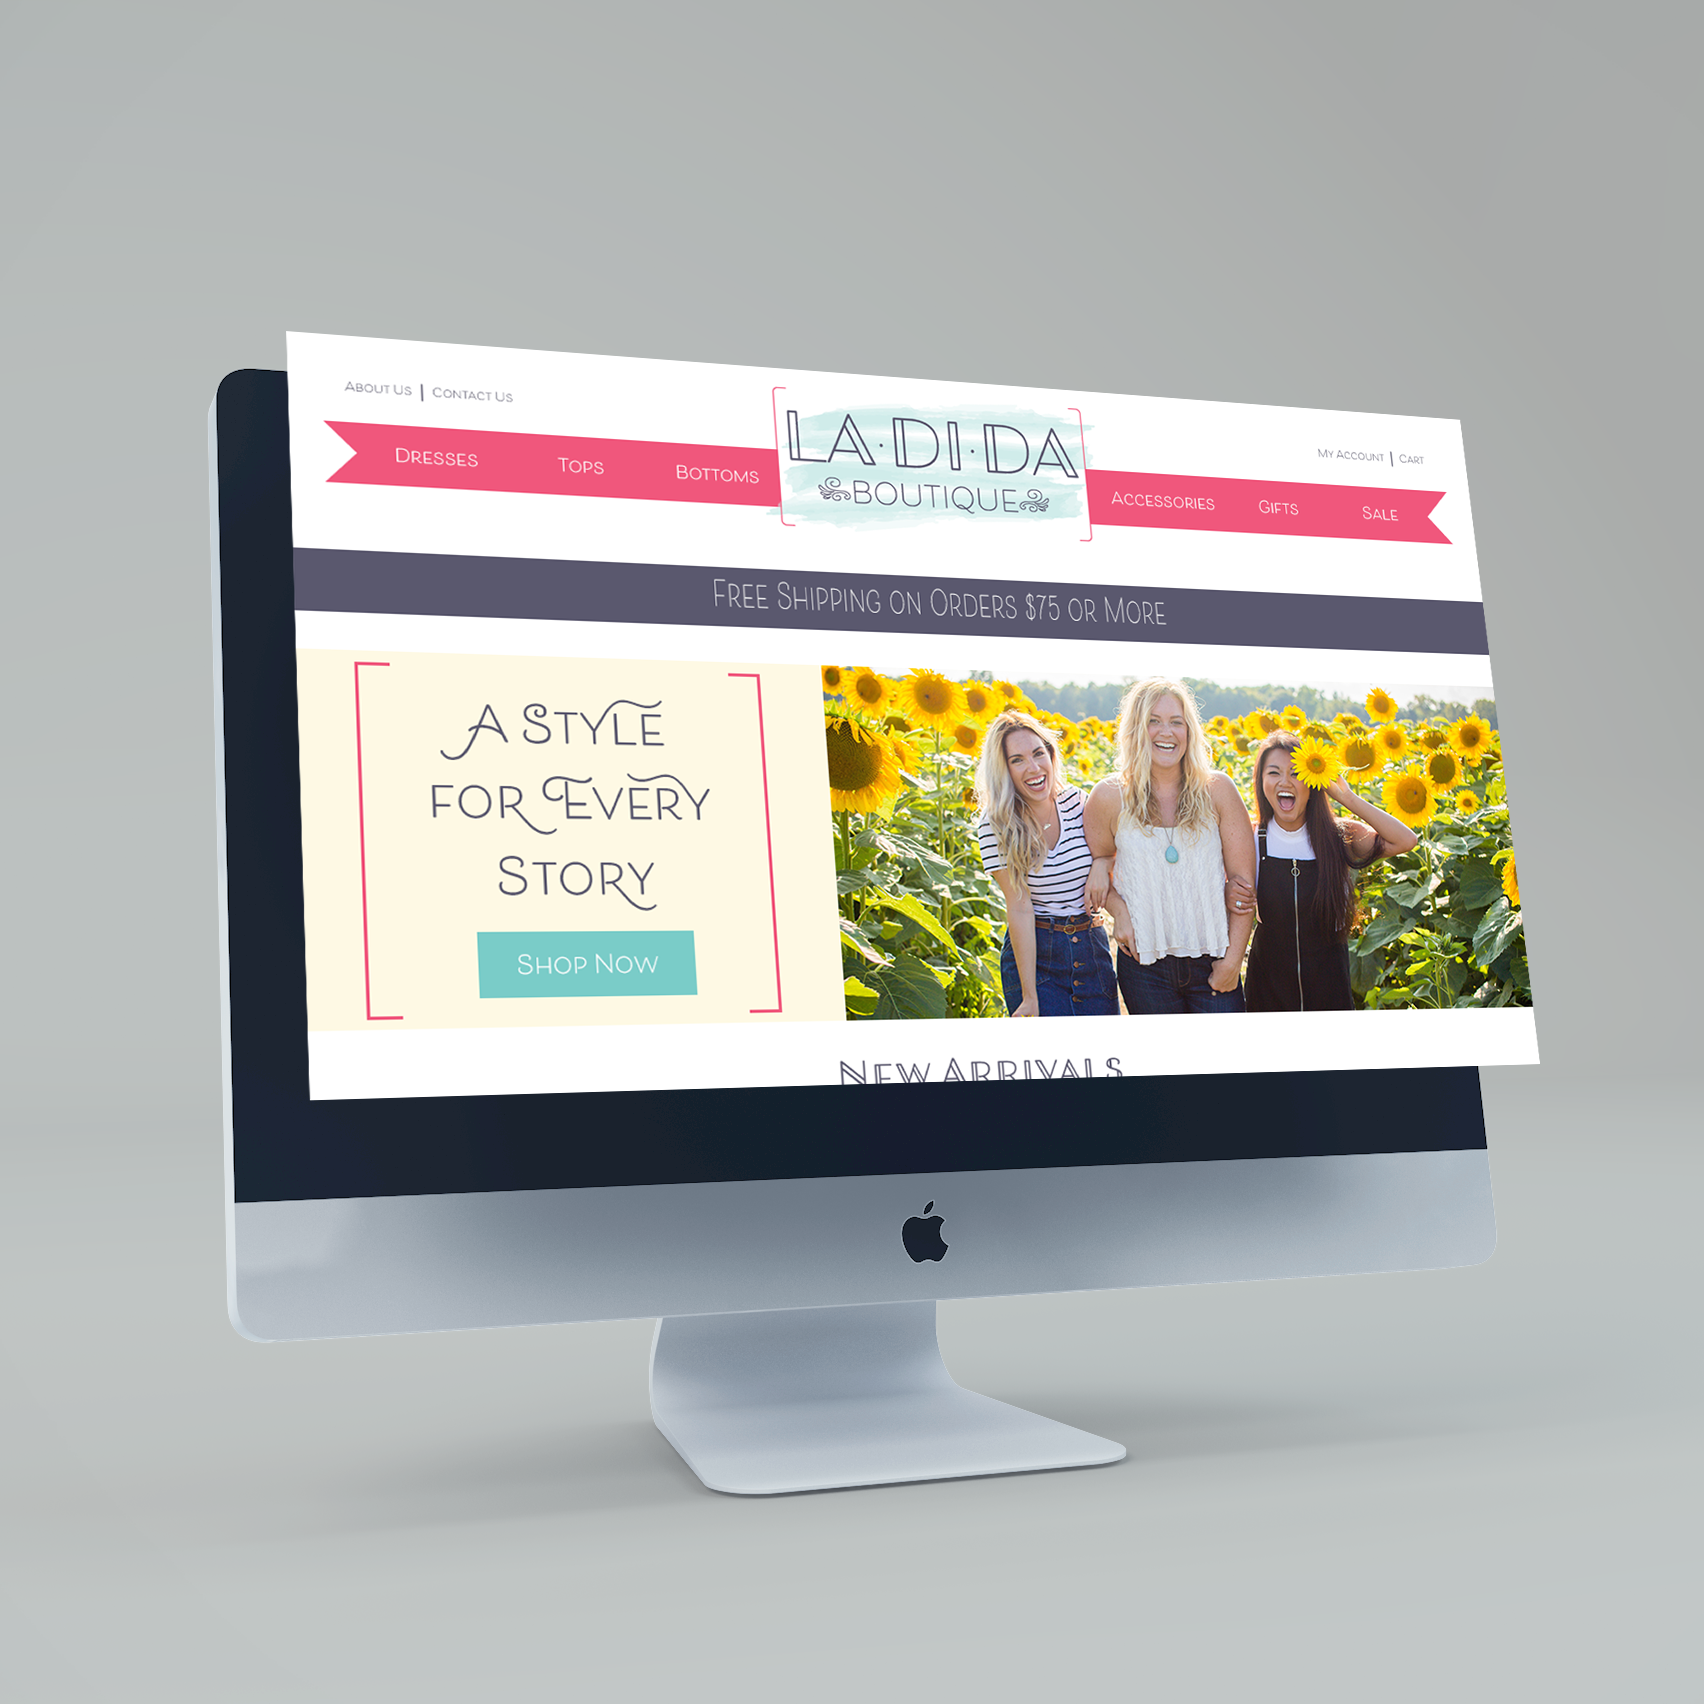 About Us | Contact Us
My Account | Cart
LA·DI·DA
BOUTIQUE
Dresses Tops Bottoms Accessories Gifts Sale
Free Shipping on Orders $75 or More
A Style
for Every
Story
Shop Now
New Arrivals